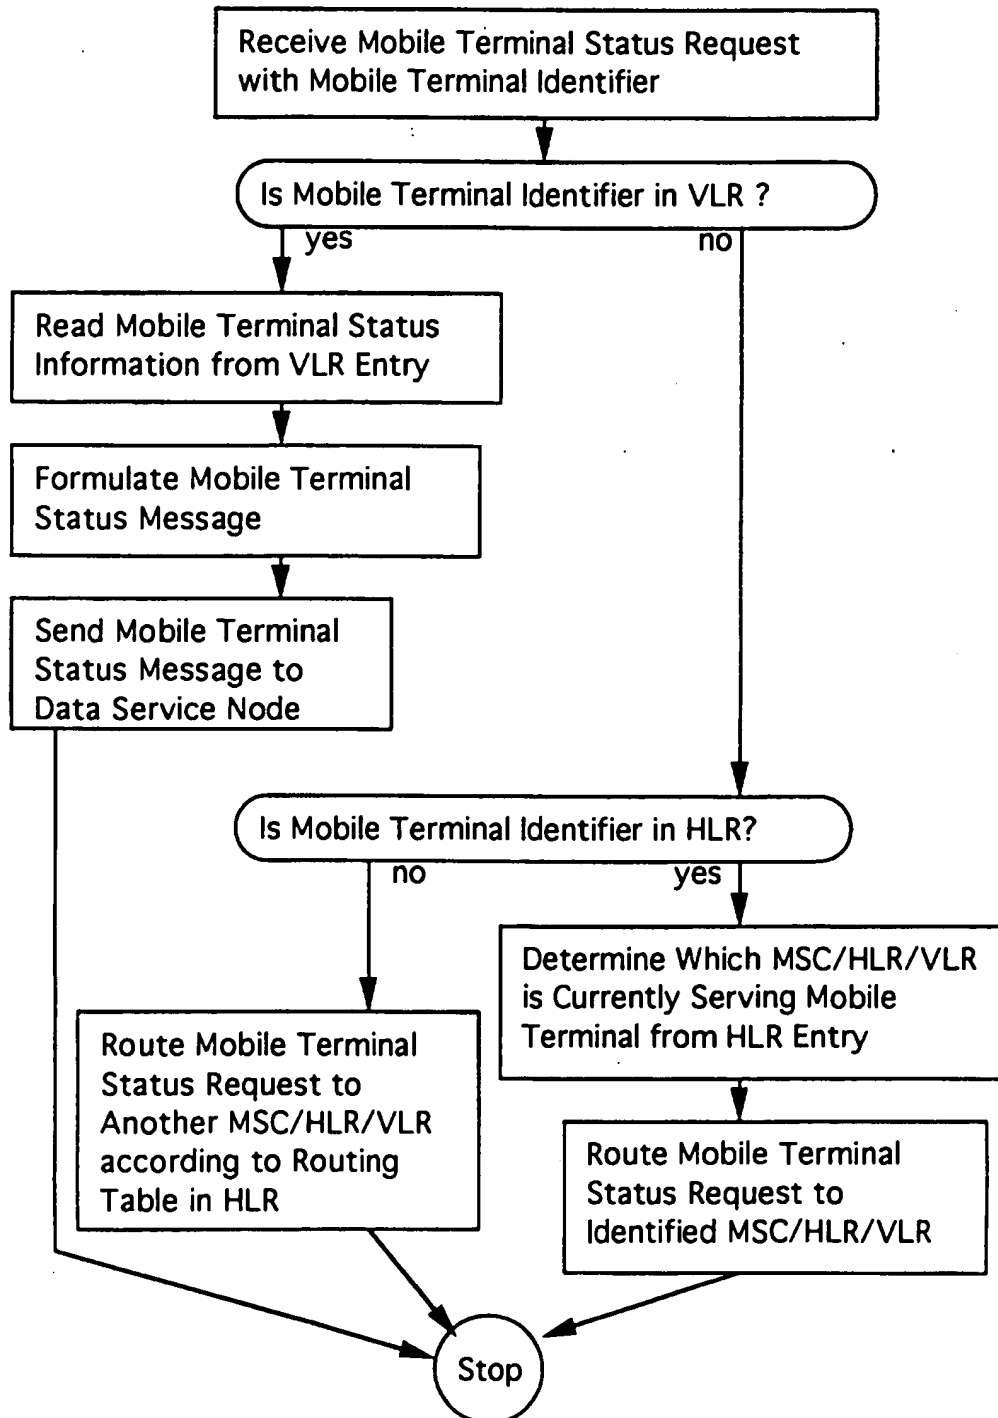 Receive Mobile Terminal Status Request
with Mobile Terminal Identifier
Is Mobile Terminal Identifier in VLR ?
yes
no
Read Mobile Terminal Status
Information from VLR Entry
Formulate Mobile Terminal
Status Message
Send Mobile Terminal
Status Message to
Data Service Node
Is Mobile Terminal Identifier in HLR?
no
yes
Determine Which MSC/HLR/VLR
is Currently Serving Mobile
Terminal from HLR Entry
Route Mobile Terminal
Status Request to
Another MSC/HLR/VLR
according to Routing
Table in HLR
Route Mobile Terminal
Status Request to
Identified MSC/HLR/VLR
Stop